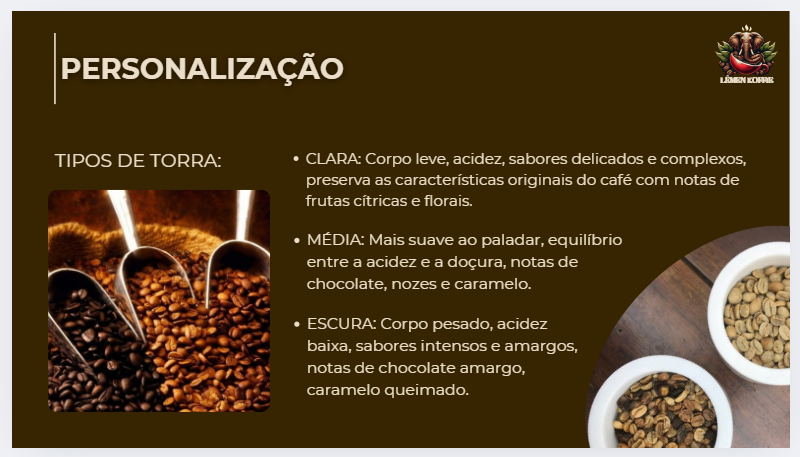 PERSONALIZAÇÃO
LËMEN KOFFIE
TIPOS DE TORRA:
• CLARA: Corpo leve, acidez, sabores delicados e complexos,
preserva as características originais do café com notas de
frutas cítricas e florais.
• MÉDIA: Mais suave ao paladar, equilíbrio
entre a acidez e a doçura, notas de
chocolate, nozes e caramelo.
• ESCURA: Corpo pesado, acidez
baixa, sabores intensos e amargos,
notas de chocolate amargo,
caramelo queimado.